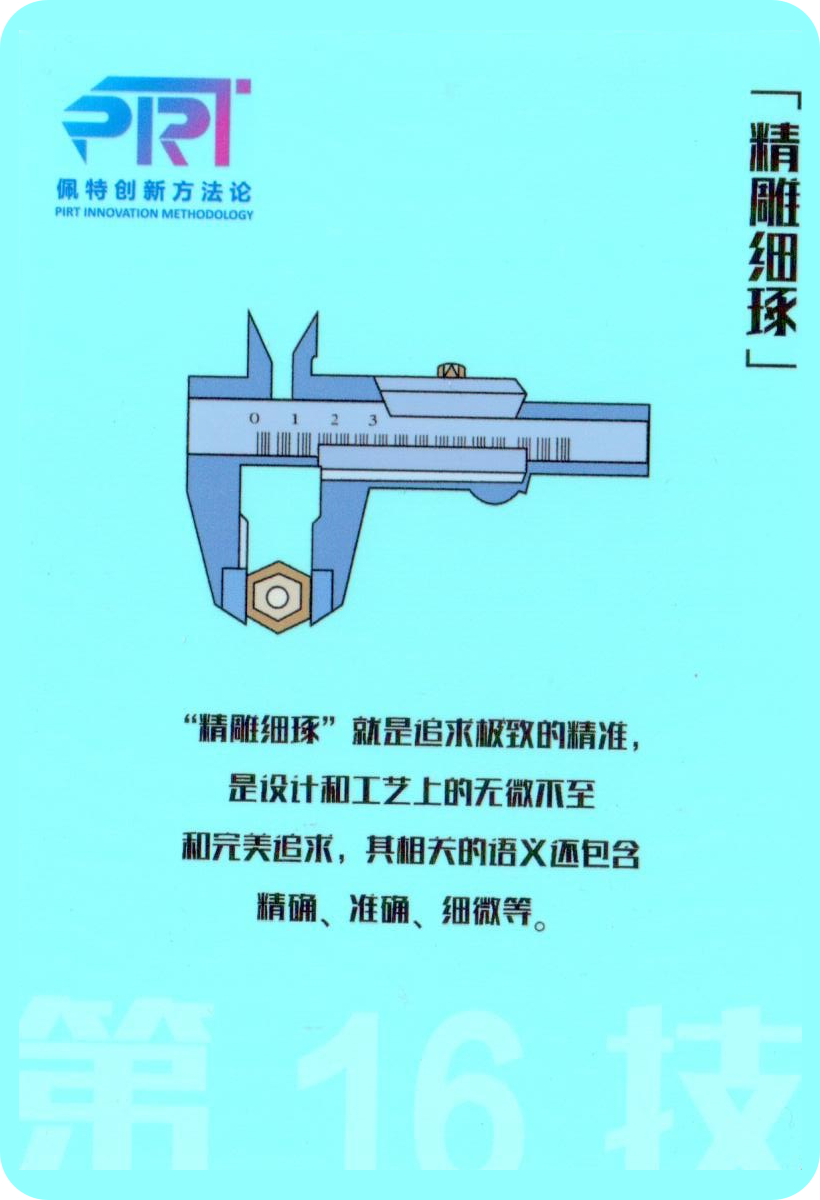 PIRT
佩特创新方法论
PIRT INNOVATION METHODOLOGY
「精雕细琢」
0 1 2 3
“精雕细琢”就是追求极致的精准，
是设计和工艺上的无微不至
和完美追求，其相关的语义还包含
精确、准确、细微等。
第 16 技